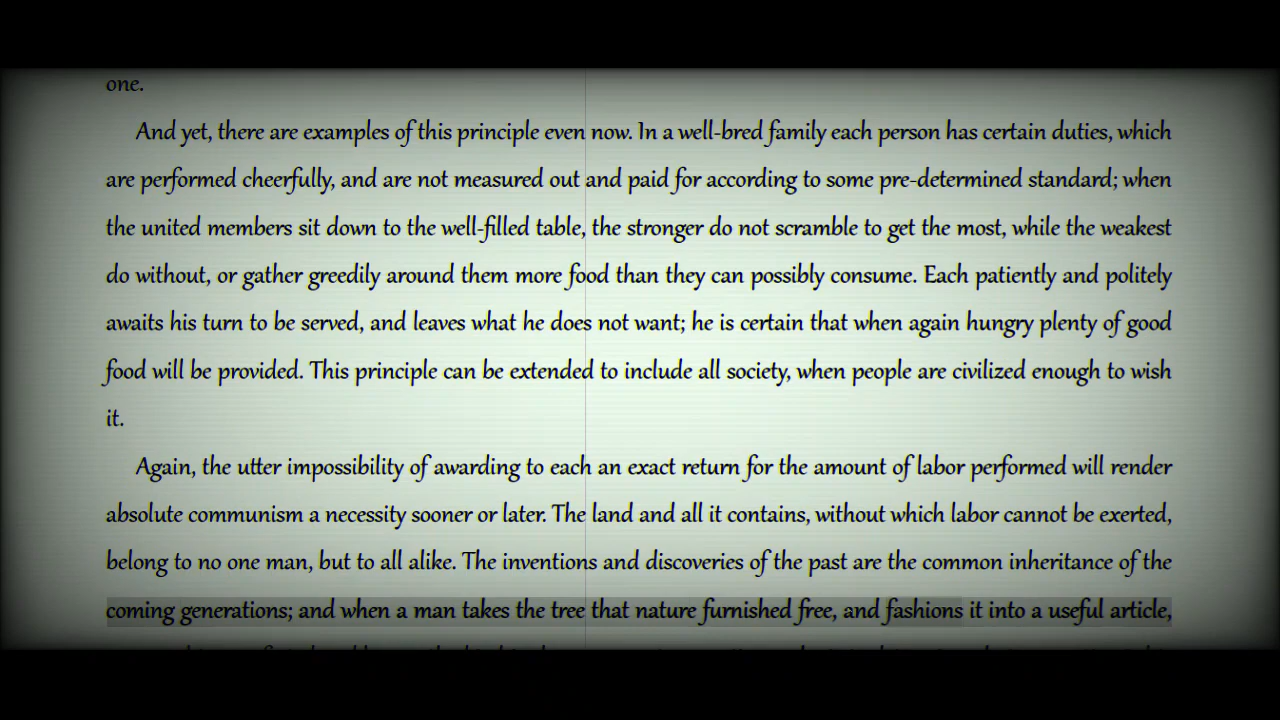 one.
And yet, there are examples of this principle even now. In a well-bred family each person has certain duties, which
are performed cheerfully, and are not measured out and paid for according to some pre-determined standard; when
the united members sit down to the well-filled table, the stronger do not scramble to get the most, while the weakest
do without, or gather greedily around them more food than they can possibly consume. Each patiently and politely
awaits his turn to be served, and leaves what he does not want; he is certain that when again hungry plenty of good
food will be provided. This principle can be extended to include all society, when people are civilized enough to wish
it.
Again, the utter impossibility of awarding to each an exact return for the amount of labor performed will render
absolute communism a necessity sooner or later. The land and all it contains, without which labor cannot be exerted,
belong to no one man, but to all alike. The inventions and discoveries of the past are the common inheritance of the
coming generations; and when a man takes the tree that nature furnished free, and fashions it into a useful article,